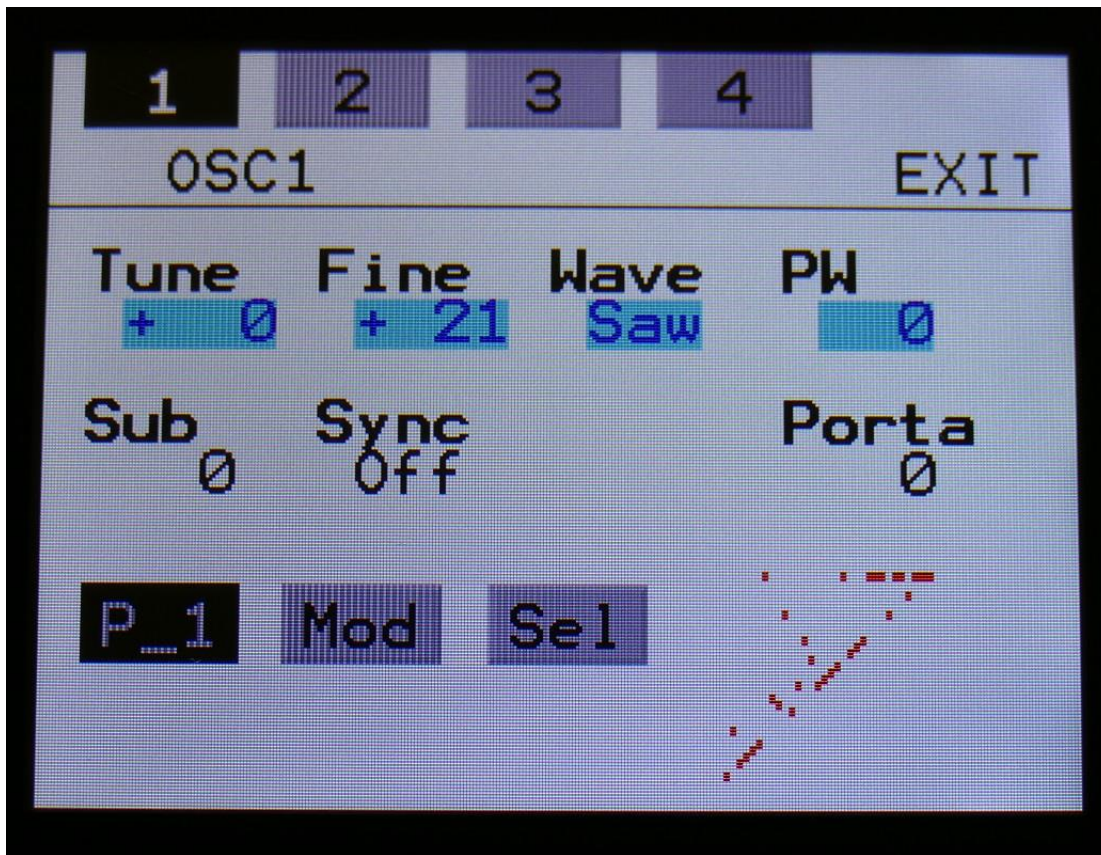 1 2 3 4
OSC1 EXIT
Tune Fine Wave PW
+ 0 + 21 Saw 0
Sub Sync Porta
0 Off 0
P_1 Mod Sel